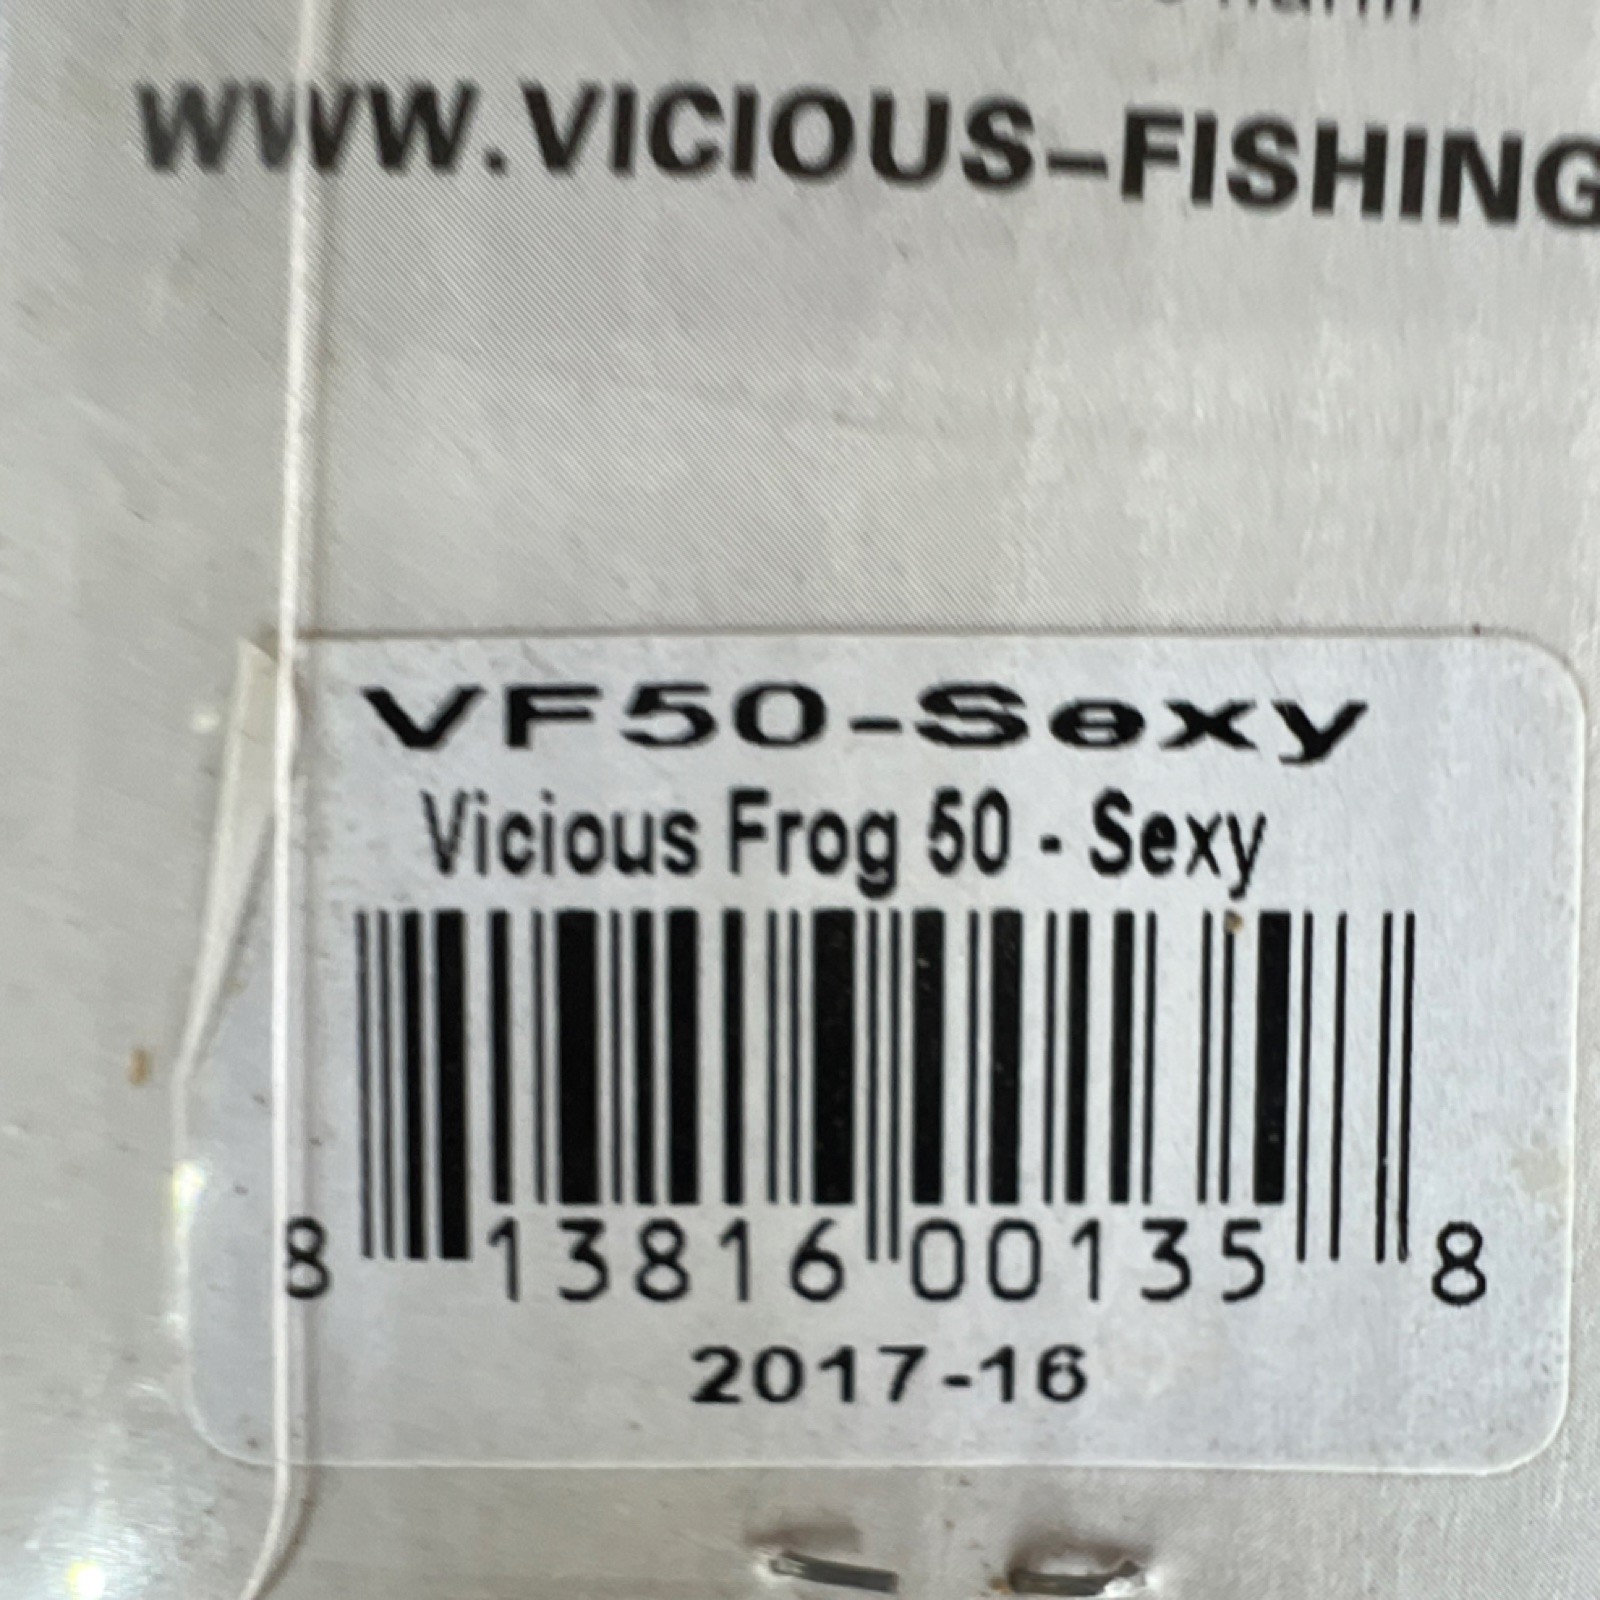 WWW.VICIOUS-FISHING
VF50-Sexy
Vicious Frog 50 - Sexy
8 13816 00135 8
2017-16